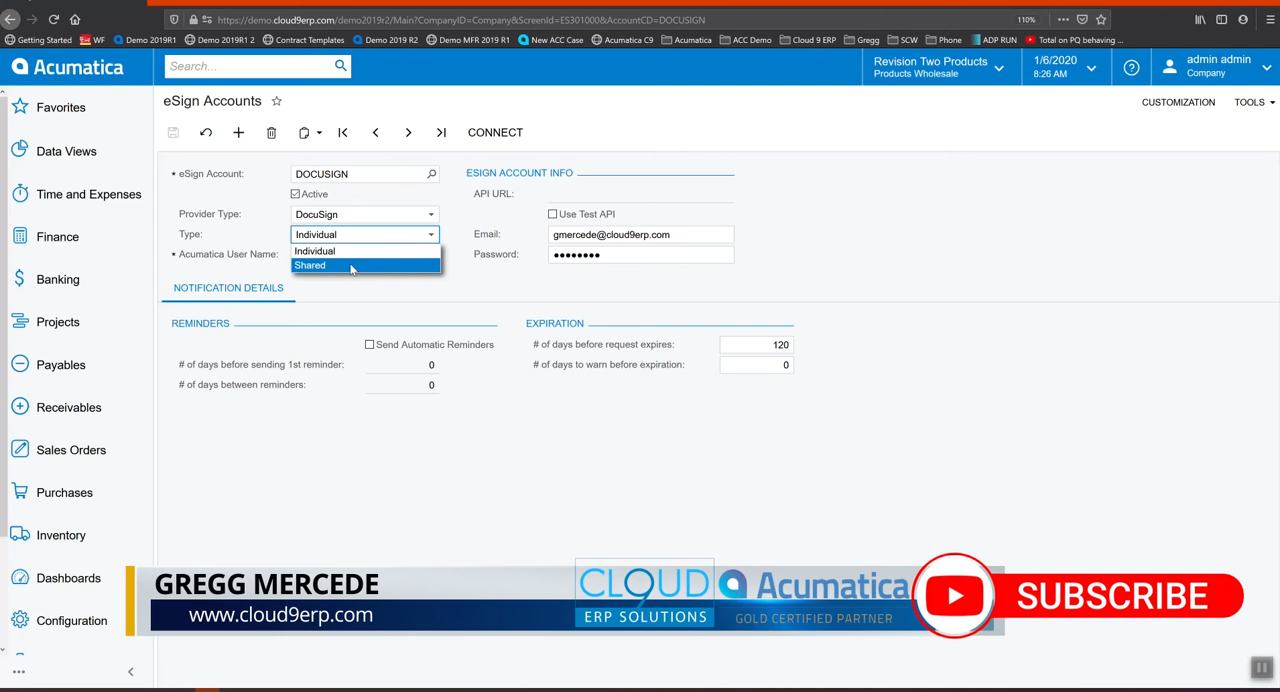 https://demo.cloud9erp.com/demo2019r2/Main?CompanyID=Company&ScreenId=ES301000&AccountCD=DOCUSIGN
110%
Getting Started WF Demo 2019R1 Demo 2019R1 2 Contract Templates Demo 2019 R2 Demo MFR 2019 R1 New ACC Case Acumatica C9 Acumatica ACC Demo Cloud 9 ERP Gregg SCW Phone ADP RUN Total on PQ behaving ...
Acumatica
Search...
Revision Two Products
Products Wholesale
1/6/2020
8:26 AM
admin admin
Company
eSign Accounts
CUSTOMIZATION TOOLS
CONNECT
Favorites
Data Views
Time and Expenses
Finance
Banking
Projects
Payables
Receivables
Sales Orders
Purchases
Inventory
Dashboards
Configuration
* eSign Account: DOCUSIGN
Active
Provider Type: DocuSign
Type: Individual
Individual
Shared
* Acumatica User Name:
ESIGN ACCOUNT INFO
API URL:
Use Test API
Email: gmercede@cloud9erp.com
Password: ●●●●●●●●
NOTIFICATION DETAILS
REMINDERS
Send Automatic Reminders
# of days before sending 1st reminder: 0
# of days between reminders: 0
EXPIRATION
# of days before request expires: 120
# of days to warn before expiration: 0
GREGG MERCEDE
www.cloud9erp.com
CLOUD
9
ERP SOLUTIONS
Acumatica
GOLD CERTIFIED PARTNER
SUBSCRIBE